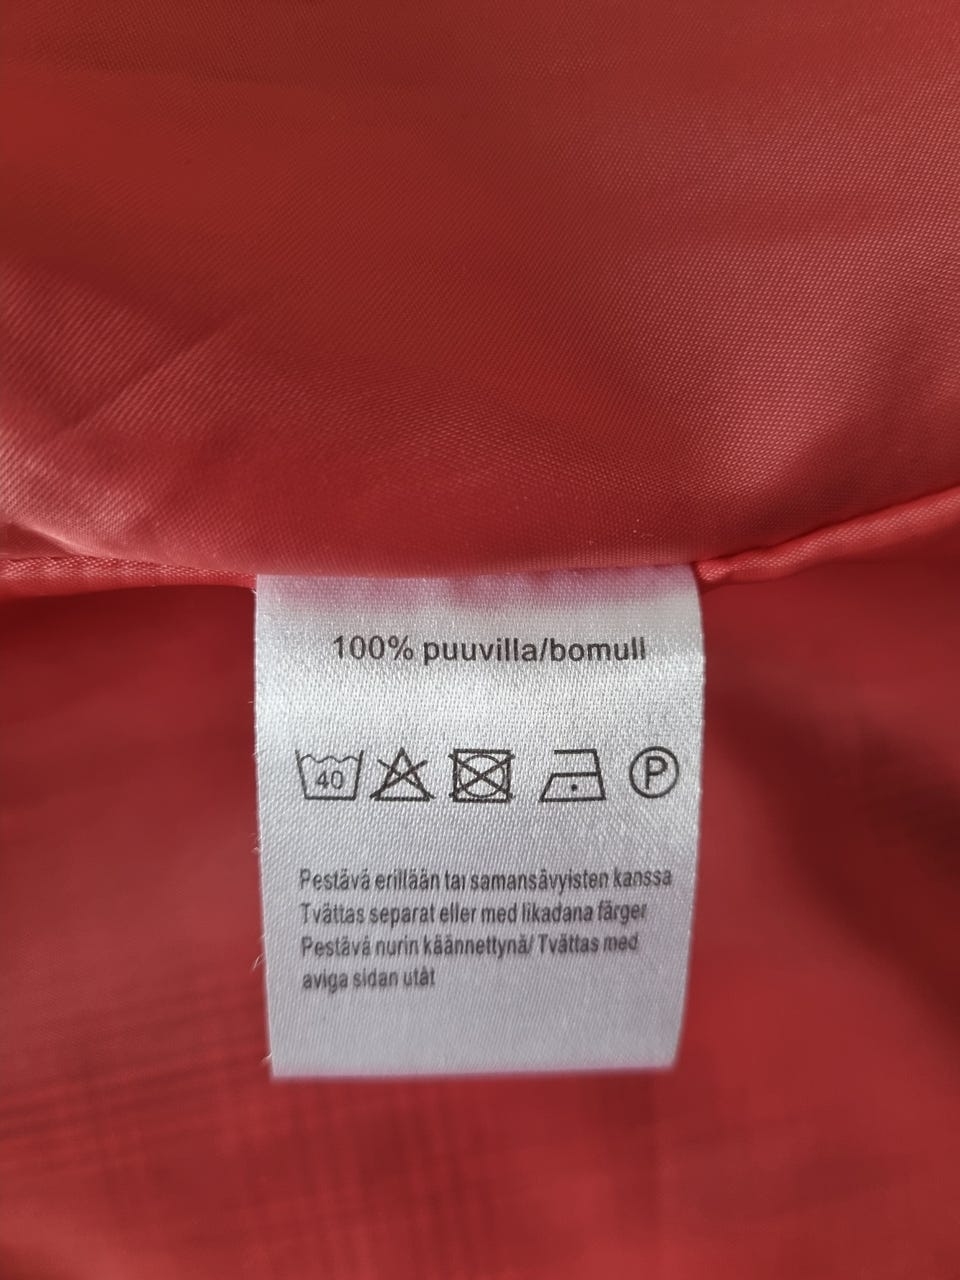 100% puuvilla/bomull
40 P
Pestävä erillään tai samansävyisten kanssa
Tvättas separat eller med likadana färger
Pestävä nurin käännettynä/ Tvättas med
aviga sidan utåt